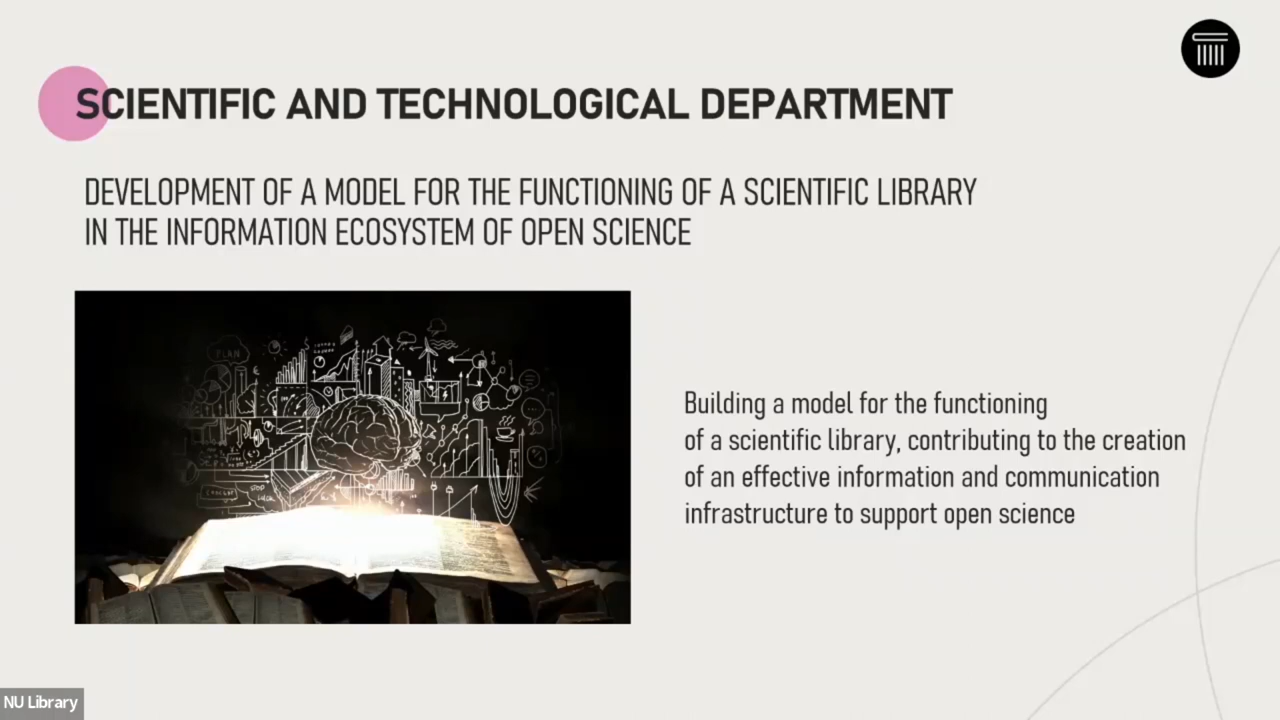 SCIENTIFIC AND TECHNOLOGICAL DEPARTMENT
DEVELOPMENT OF A MODEL FOR THE FUNCTIONING OF A SCIENTIFIC LIBRARY
IN THE INFORMATION ECOSYSTEM OF OPEN SCIENCE
PLAN
Building a model for the functioning
of a scientific library, contributing to the creation
of an effective information and communication
infrastructure to support open science
NU Library